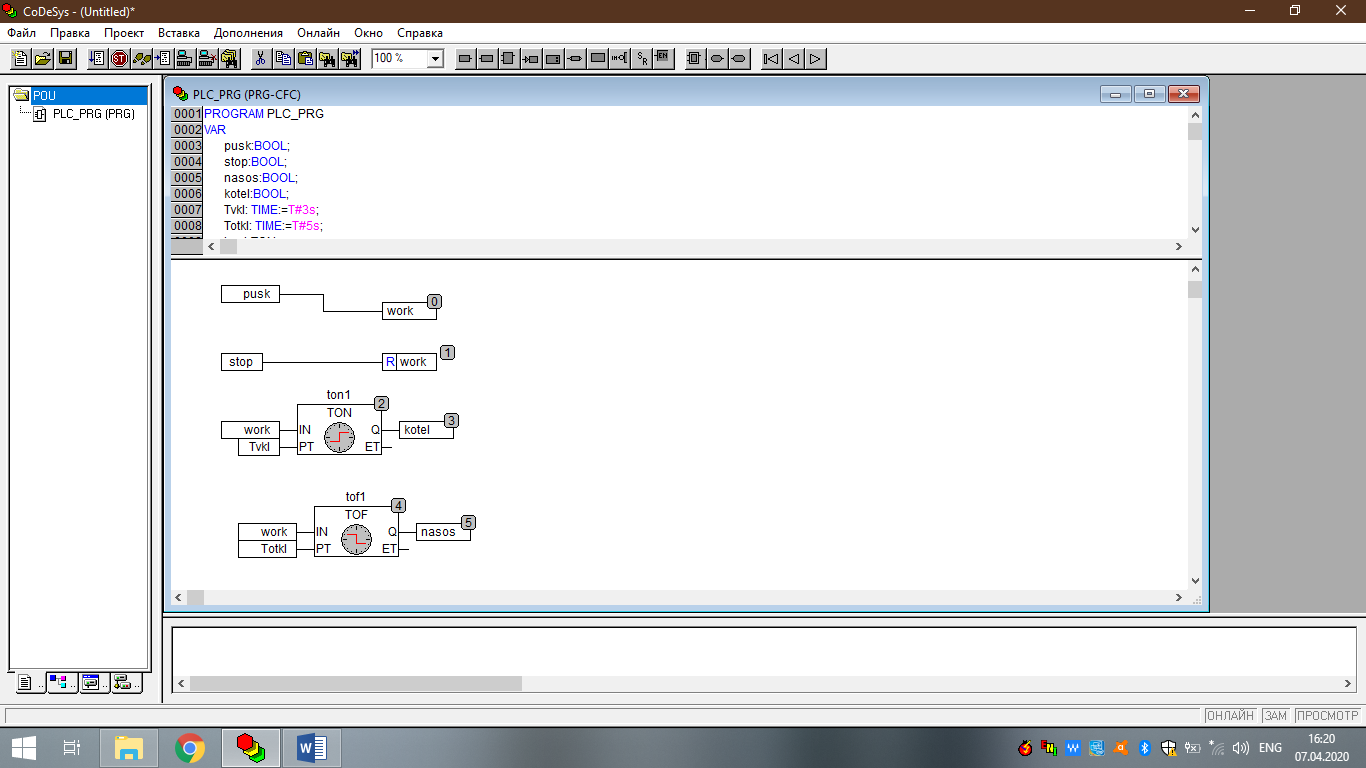 CoDeSys - (Untitled)*
Файл Правка Проект Вставка Дополнения Онлайн Окно Справка
100 %
POU
PLC_PRG (PRG)
PLC_PRG (PRG-CFC)
0001 PROGRAM PLC_PRG
0002 VAR
0003 pusk:BOOL;
0004 stop:BOOL;
0005 nasos:BOOL;
0006 kotel:BOOL;
0007 Tvkl: TIME:=T#3s;
0008 Totkl: TIME:=T#5s;
pusk
work 0
stop
R work 1
ton1
TON 2
work IN Q kotel 3
Tvkl PT ET
tof1
TOF 4
work IN Q nasos 5
Totkl PT ET
ОНЛАЙН ЗАМ ПРОСМОТР
ENG
16:20
07.04.2020